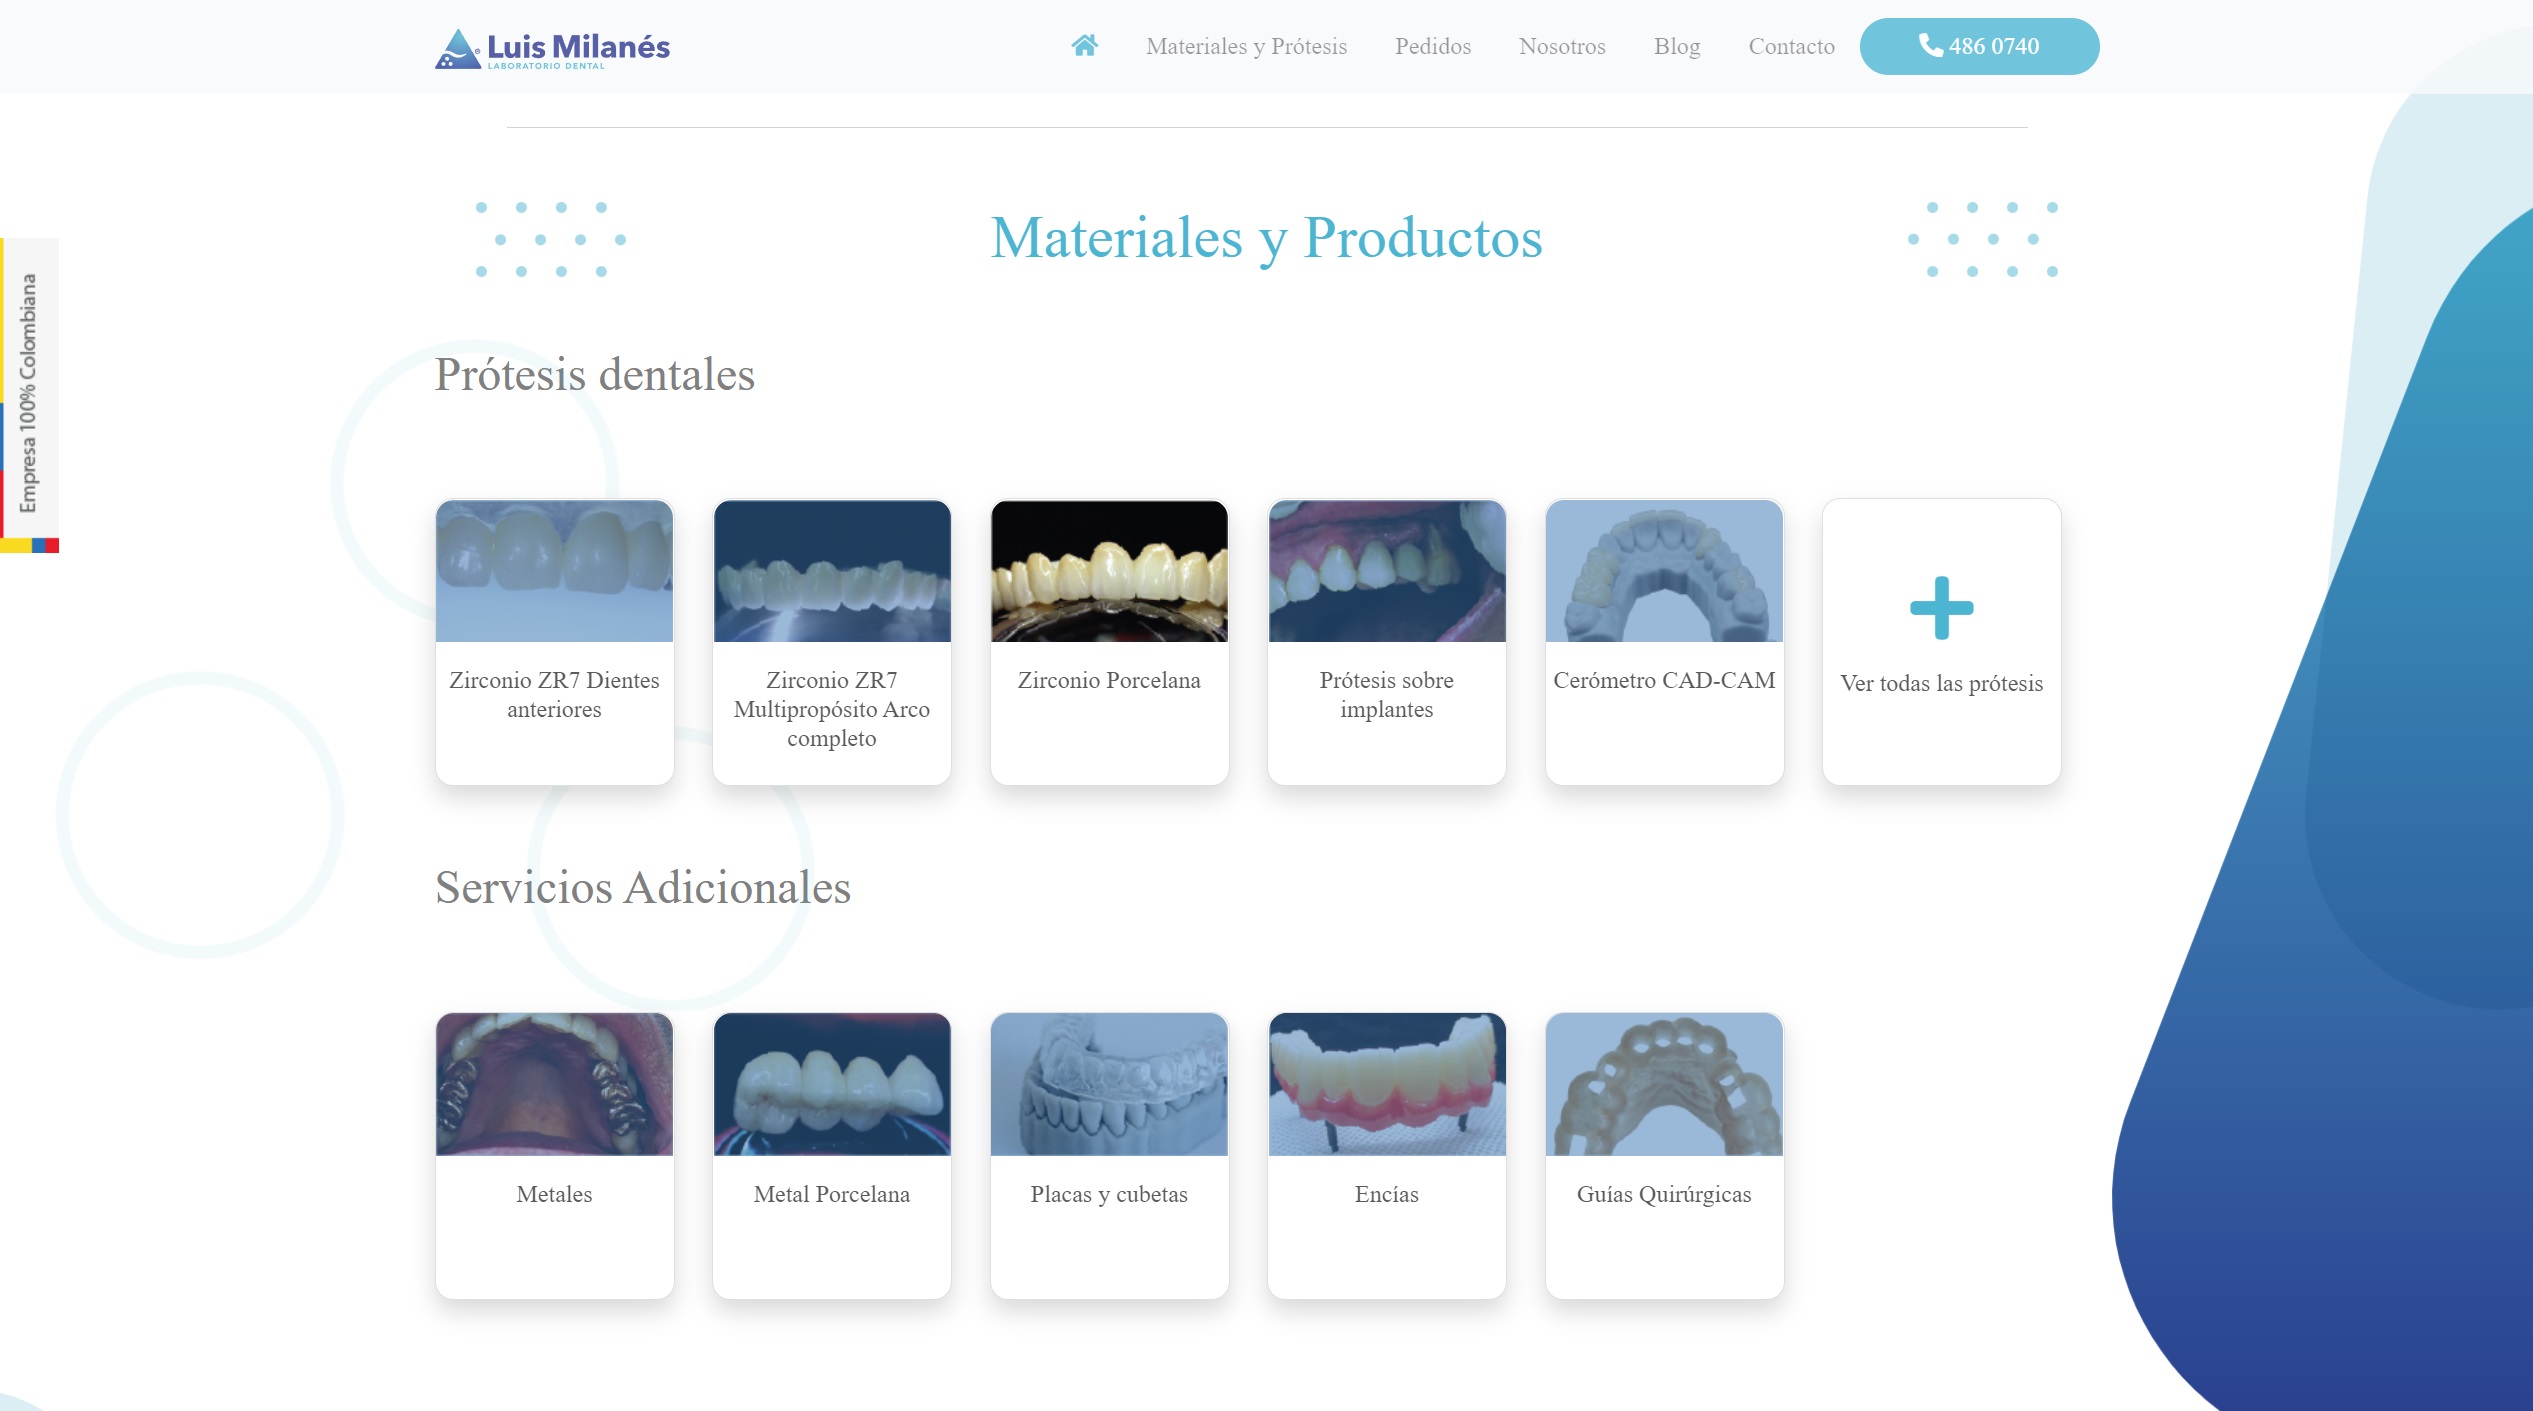 Luis Milanés
LABORATORIO DENTAL
Materiales y Prótesis
Pedidos
Nosotros
Blog
Contacto
486 0740
Empresa 100% Colombiana
Materiales y Productos
Prótesis dentales
Zirconio ZR7 Dientes
anteriores
Zirconio ZR7
Multipropósito Arco
completo
Zirconio Porcelana
Prótesis sobre
implantes
Cerómetro CAD-CAM
Ver todas las prótesis
Servicios Adicionales
Metales
Metal Porcelana
Placas y cubetas
Encías
Guías Quirúrgicas